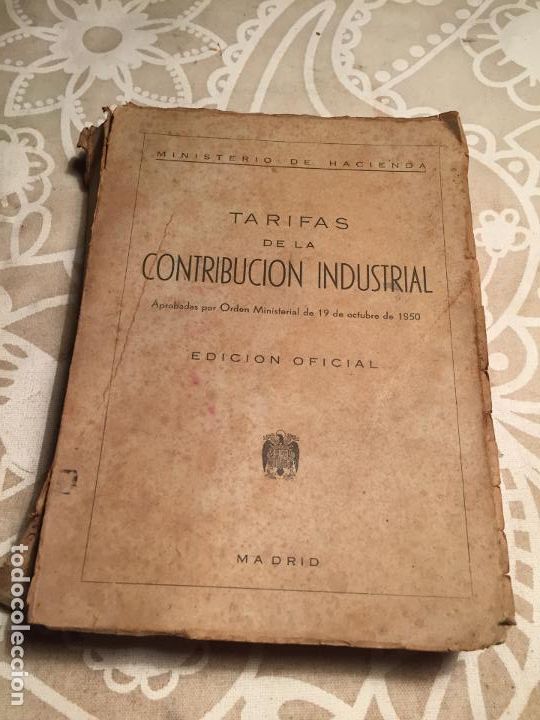 MINISTERIO DE HACIENDA
TARIFAS
DE LA
CONTRIBUCION INDUSTRIAL
Aprobadas por Orden Ministerial de 19 de octubre de 1950
EDICION OFICIAL
MADRID
todocoleccion.net